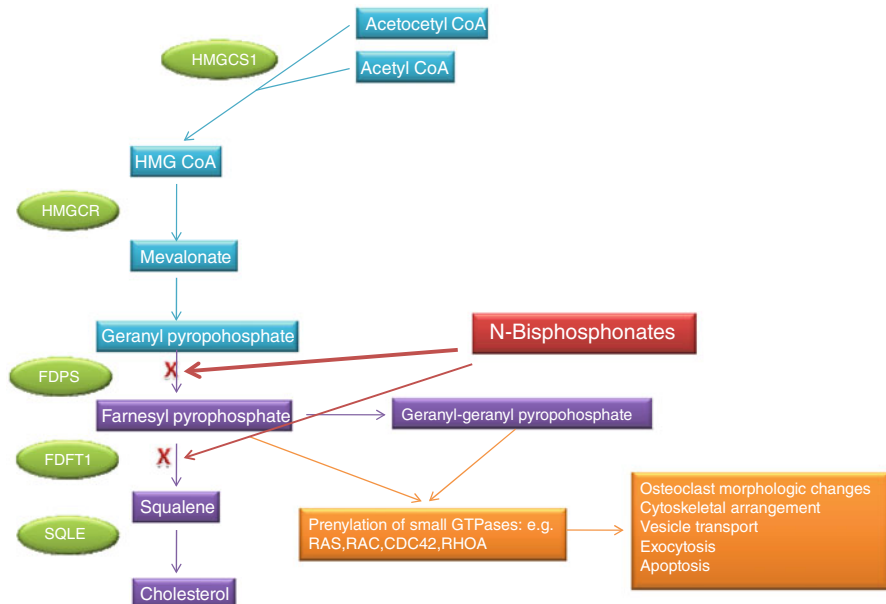 Acetocetyl CoA
HMGCS1
Acetyl CoA
HMG CoA
HMGCR
Mevalonate
Geranyl pyropohosphate
N-Bisphosphonates
X
FDPS
Farnesyl pyrophosphate
Geranyl-geranyl pyropohosphate
X
FDFT1
Squalene
SQLE
Cholesterol
Prenylation of small GTPases: e.g.
RAS,RAC,CDC42,RHOA
Osteoclast morphologic changes
Cytoskeletal arrangement
Vesicle transport
Exocytosis
Apoptosis